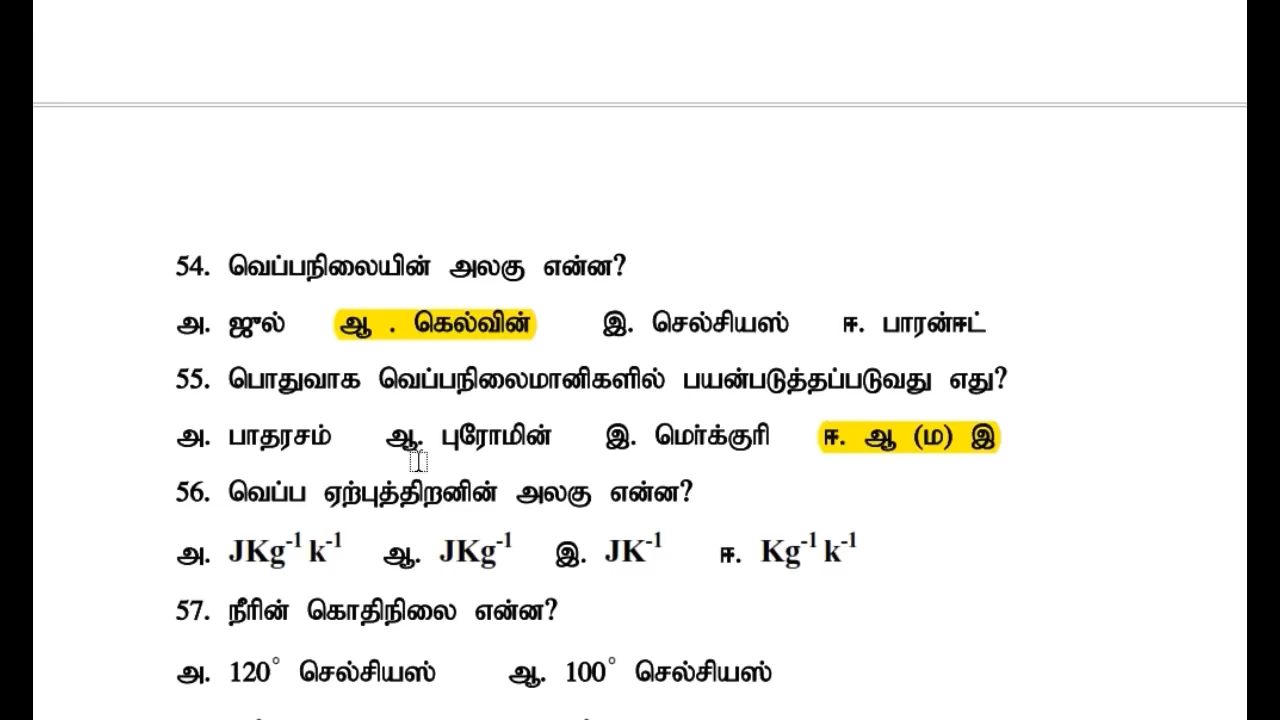 54. வெப்பநிலையின் அலகு என்ன?
அ. ஜுல் ஆ . கெல்வின் இ. செல்சியஸ் ஈ. பாரன்ஈட்
55. பொதுவாக வெப்பநிலைமானிகளில் பயன்படுத்தப்படுவது எது?
அ. பாதரசம் ஆ. புரோமின் இ. மெர்க்குரி ஈ. ஆ (ம) இ
56. வெப்ப ஏற்புத்திறனின் அலகு என்ன?
அ. JKg⁻¹ k⁻¹ ஆ. JKg⁻¹ இ. JK⁻¹ ஈ. Kg⁻¹ k⁻¹
57. நீரின் கொதிநிலை என்ன?
அ. 120° செல்சியஸ் ஆ. 100° செல்சியஸ்